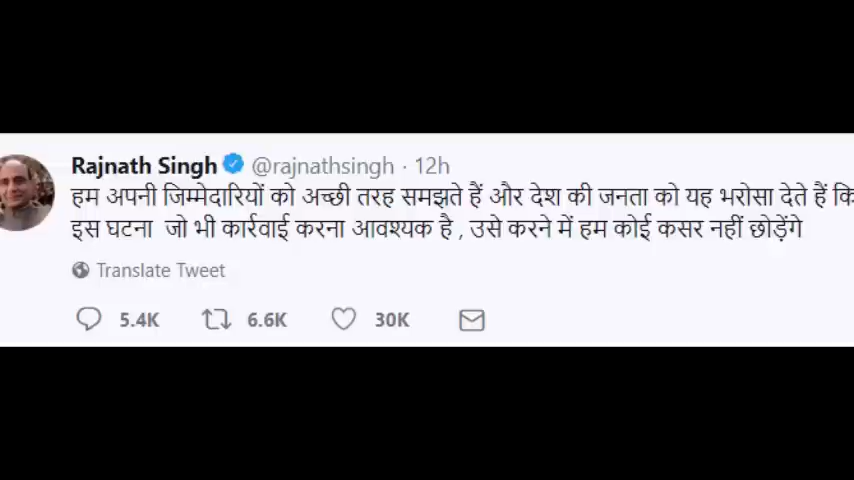 Rajnath Singh @rajnathsingh · 12h
हम अपनी जिम्मेदारियों को अच्छी तरह समझते हैं और देश की जनता को यह भरोसा देते हैं कि
इस घटना जो भी कार्रवाई करना आवश्यक है , उसे करने में हम कोई कसर नहीं छोड़ेंगे
Translate Tweet
5.4K 6.6K 30K